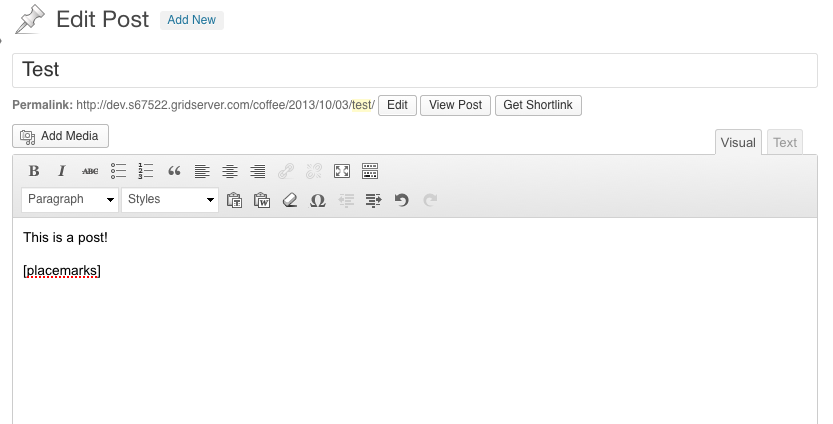 Edit Post Add New
Test
Permalink: http://dev.s67522.gridserver.com/coffee/2013/10/03/test/ Edit View Post Get Shortlink
Add Media
Visual Text
B I ABC
Paragraph Styles
This is a post!
[placemarks]